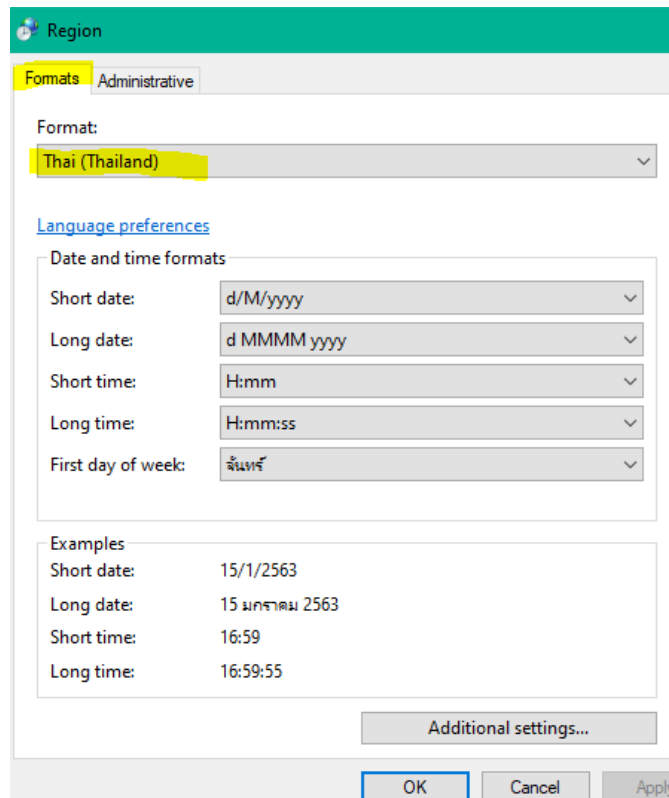 Region
Formats Administrative
Format:
Thai (Thailand)
Language preferences
Date and time formats
Short date: d/M/yyyy
Long date: d MMMM yyyy
Short time: H:mm
Long time: H:mm:ss
First day of week: จันทร์
Examples
Short date: 15/1/2563
Long date: 15 มกราคม 2563
Short time: 16:59
Long time: 16:59:55
Additional settings...
OK Cancel Apply